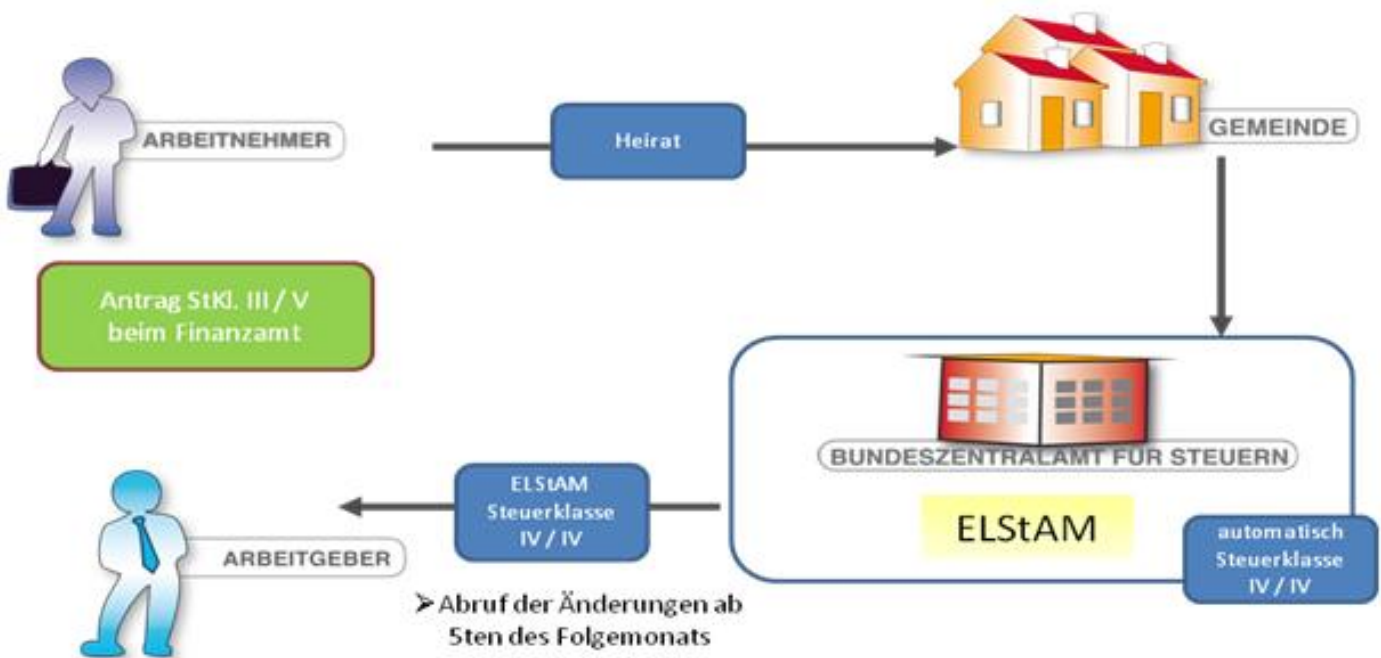 ARBEITNEHMER
Heirat
GEMEINDE
Antrag StKl. III / V
beim Finanzamt
BUNDESZENTRALAMT FÜR STEUERN
ELStAM
automatisch
Steuerklasse
IV / IV
ELStAM
Steuerklasse
IV / IV
ARBEITGEBER
➢ Abruf der Änderungen ab
5ten des Folgemonats